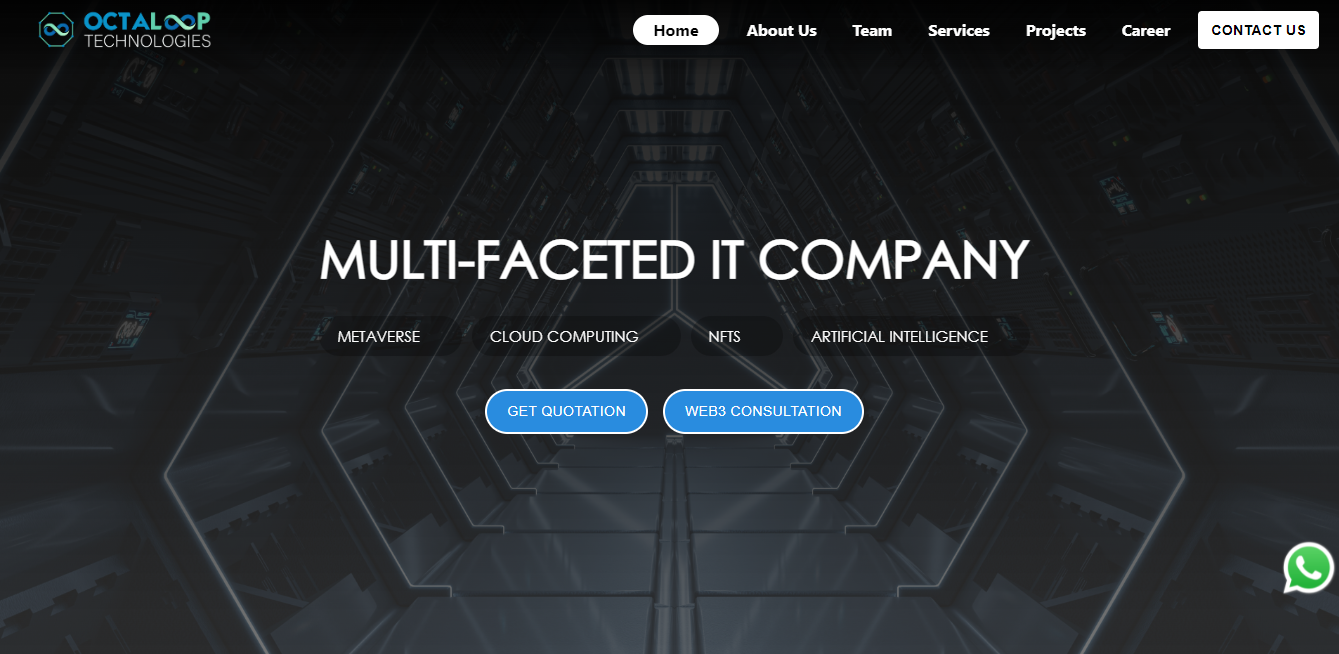 OCTALOOP
TECHNOLOGIES
Home
About Us
Team
Services
Projects
Career
CONTACT US
MULTI-FACETED IT COMPANY
METAVERSE
CLOUD COMPUTING
NFTS
ARTIFICIAL INTELLIGENCE
GET QUOTATION
WEB3 CONSULTATION